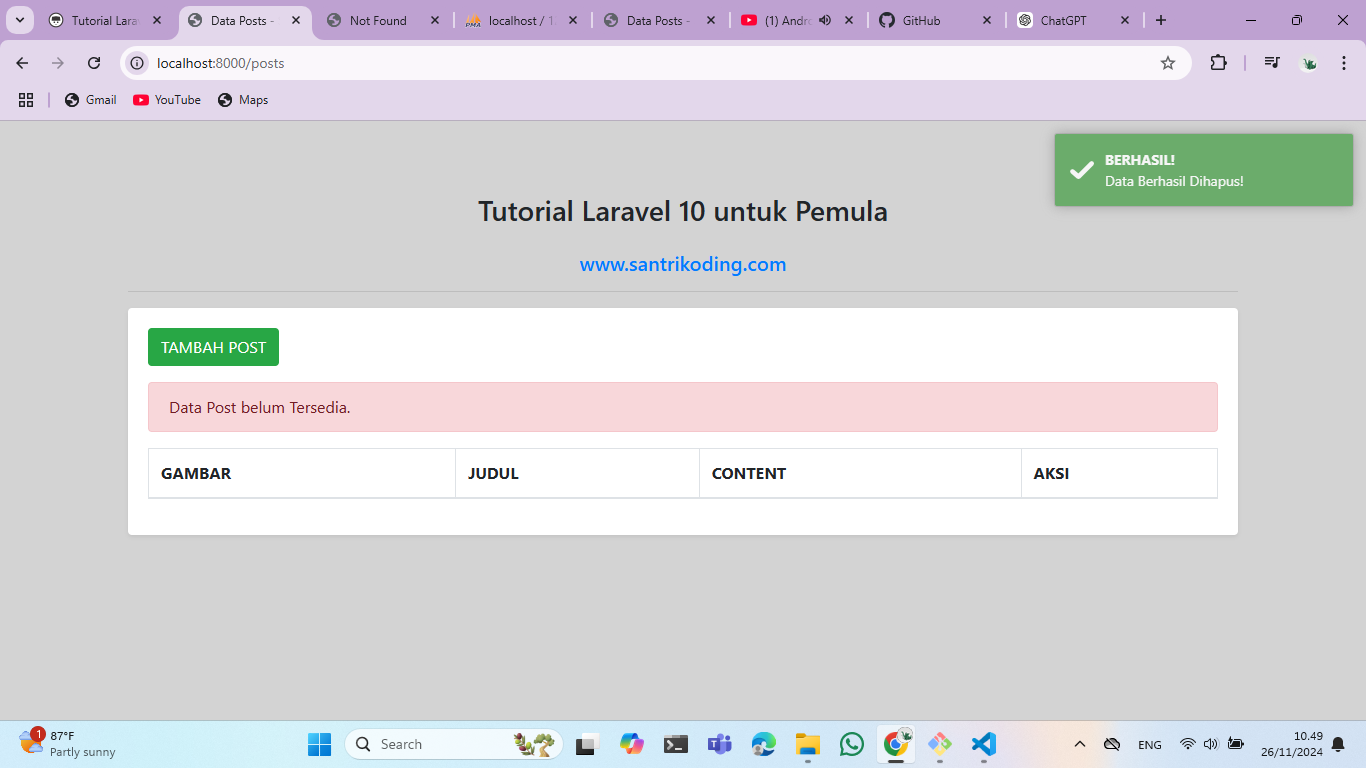 Tutorial Lara
Data Posts -
Not Found
localhost / 1
Data Posts -
(1) Andro
GitHub
ChatGPT
localhost:8000/posts
Gmail
YouTube
Maps
BERHASIL!
Data Berhasil Dihapus!
Tutorial Laravel 10 untuk Pemula
www.santrikoding.com
TAMBAH POST
Data Post belum Tersedia.
GAMBAR JUDUL CONTENT AKSI
1
87°F
Partly sunny
Search
ENG
10.49
26/11/2024